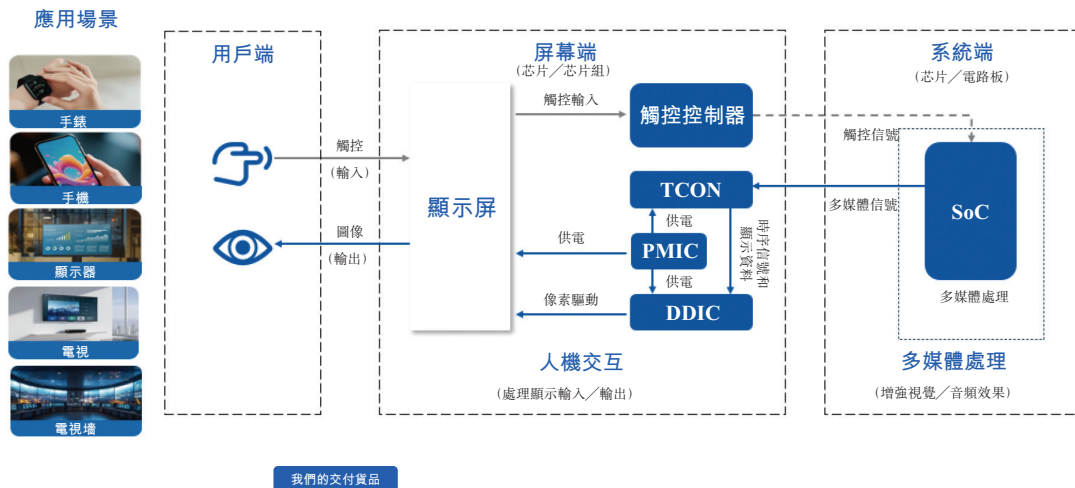 應用場景
手錶
手機
顯示器
電視
電視墻
用戶端
觸控
(輸入)
圖像
(輸出)
屏幕端
(芯片／芯片組)
顯示屏
觸控輸入
觸控控制器
TCON
供電
供電
PMIC
供電
時序信號和
顯示資料
像素驅動
DDIC
人機交互
(處理顯示輸入／輸出)
系統端
(芯片／電路板)
觸控信號
多媒體信號
SoC
多媒體處理
多媒體處理
(增強視覺／音頻效果)
我們的交付貨品